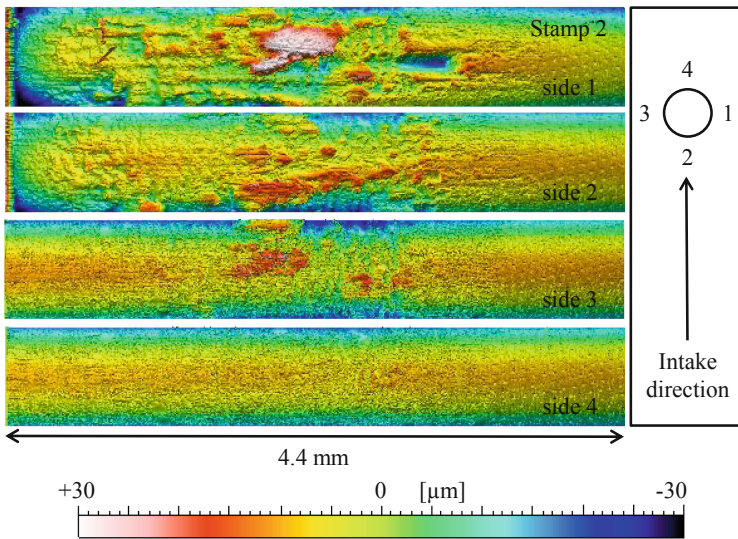 Stamp 2
side 1
side 2
side 3
side 4
4
3
1
2
Intake
direction
4.4 mm
+30
0
[µm]
-30